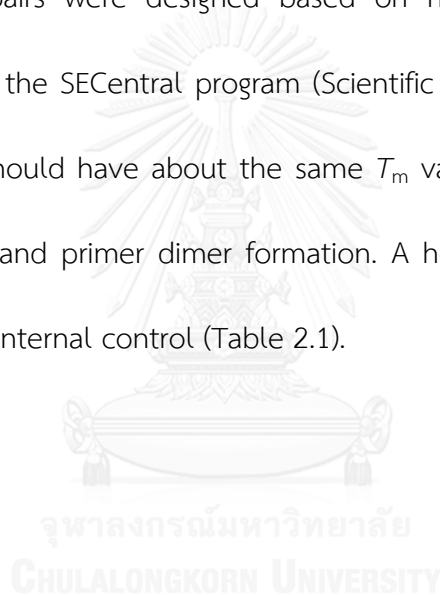 pairs were designed based on
the SECentral program (Scientific
hould have about the same Tm va
and primer dimer formation. A h
nternal control (Table 2.1).
จุฬาลงกรณ์มหาวิทยาลัย
CHULALONGKORN UNIVERSITY